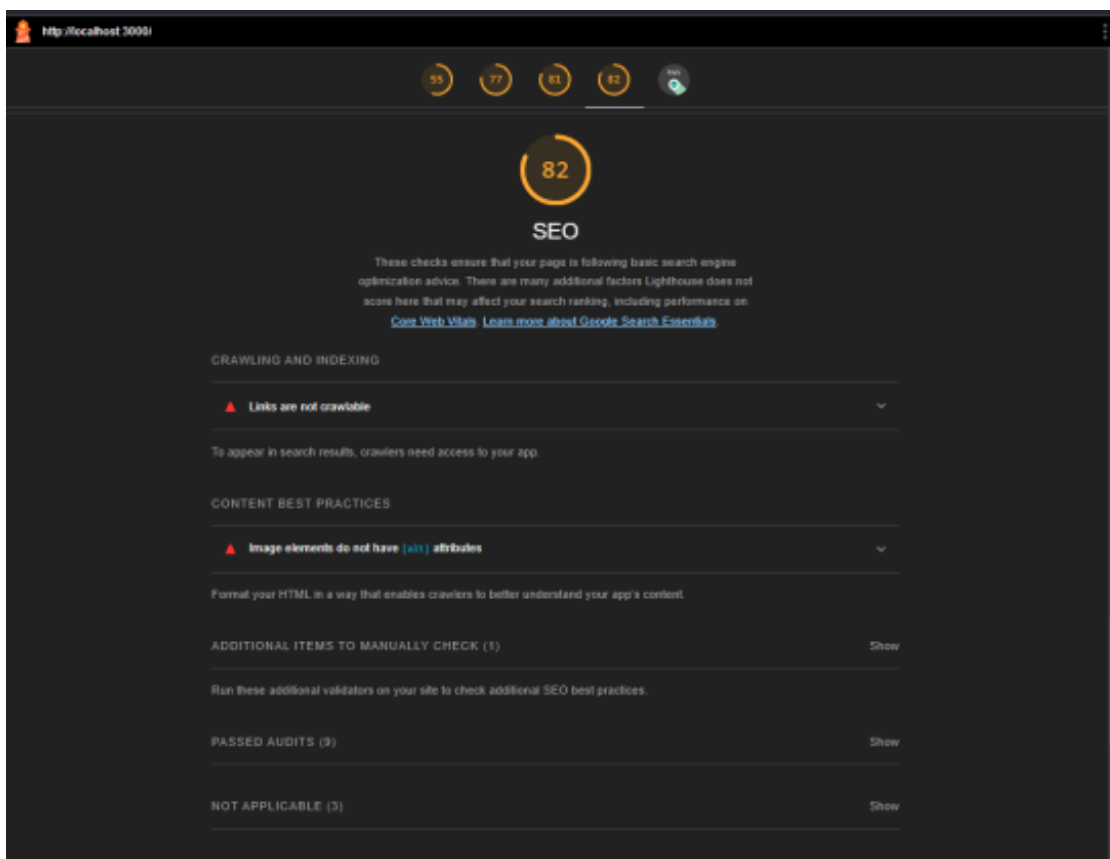 http://localhost:3000/
55 77 81 82
82
SEO
These checks ensure that your page is following basic search engine
optimization advice. There are many additional factors Lighthouse does not
score here that may affect your search ranking, including performance on
Core Web Vitals. Learn more about Google Search Essentials.
CRAWLING AND INDEXING
Links are not crawlable
To appear in search results, crawlers need access to your app.
CONTENT BEST PRACTICES
Image elements do not have [alt] attributes
Format your HTML in a way that enables crawlers to better understand your app's content.
ADDITIONAL ITEMS TO MANUALLY CHECK (1) Show
Run these additional validators on your site to check additional SEO best practices.
PASSED AUDITS (9) Show
NOT APPLICABLE (3) Show